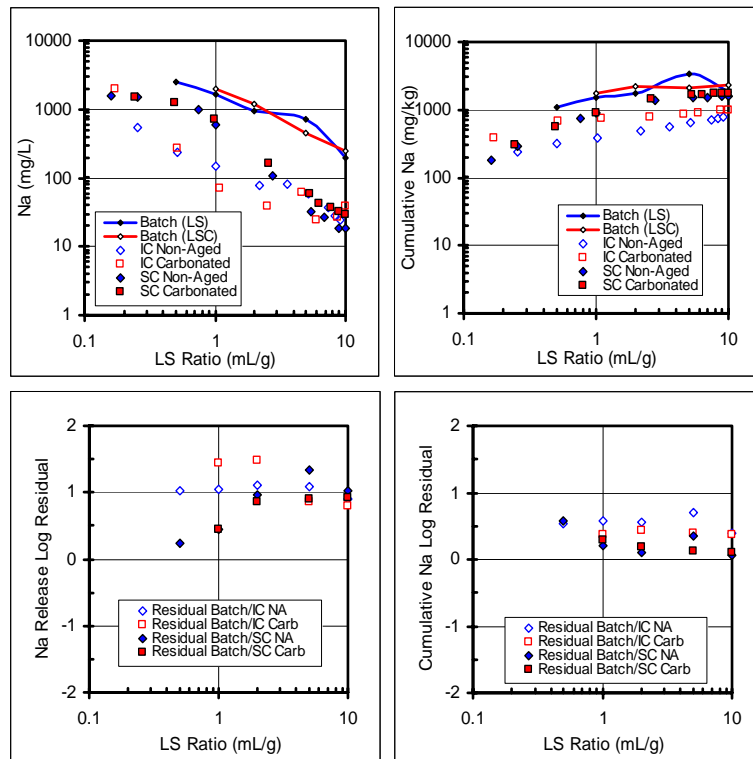 10000
1000
100
10
1
Na (mg/L)
Batch (LS)
Batch (LSC)
IC Non-Aged
IC Carbonated
SC Non-Aged
SC Carbonated
0.1 1 10
LS Ratio (mL/g)
10000
1000
100
10
1
Cumulative Na (mg/kg)
Batch (LS)
Batch (LSC)
IC Non-Aged
IC Carbonated
SC Non-Aged
SC Carbonated
0.1 1 10
LS Ratio (mL/g)
2
1
0
-1
-2
Na Release Log Residual
Residual Batch/IC NA
Residual Batch/IC Carb
Residual Batch/SC NA
Residual Batch/SC Carb
0.1 1 10
LS Ratio (mL/g)
2
1
0
-1
-2
Cumulative Na Log Residual
Residual Batch/IC NA
Residual Batch/IC Carb
Residual Batch/SC NA
Residual Batch/SC Carb
0.1 1 10
LS Ratio (mL/g)